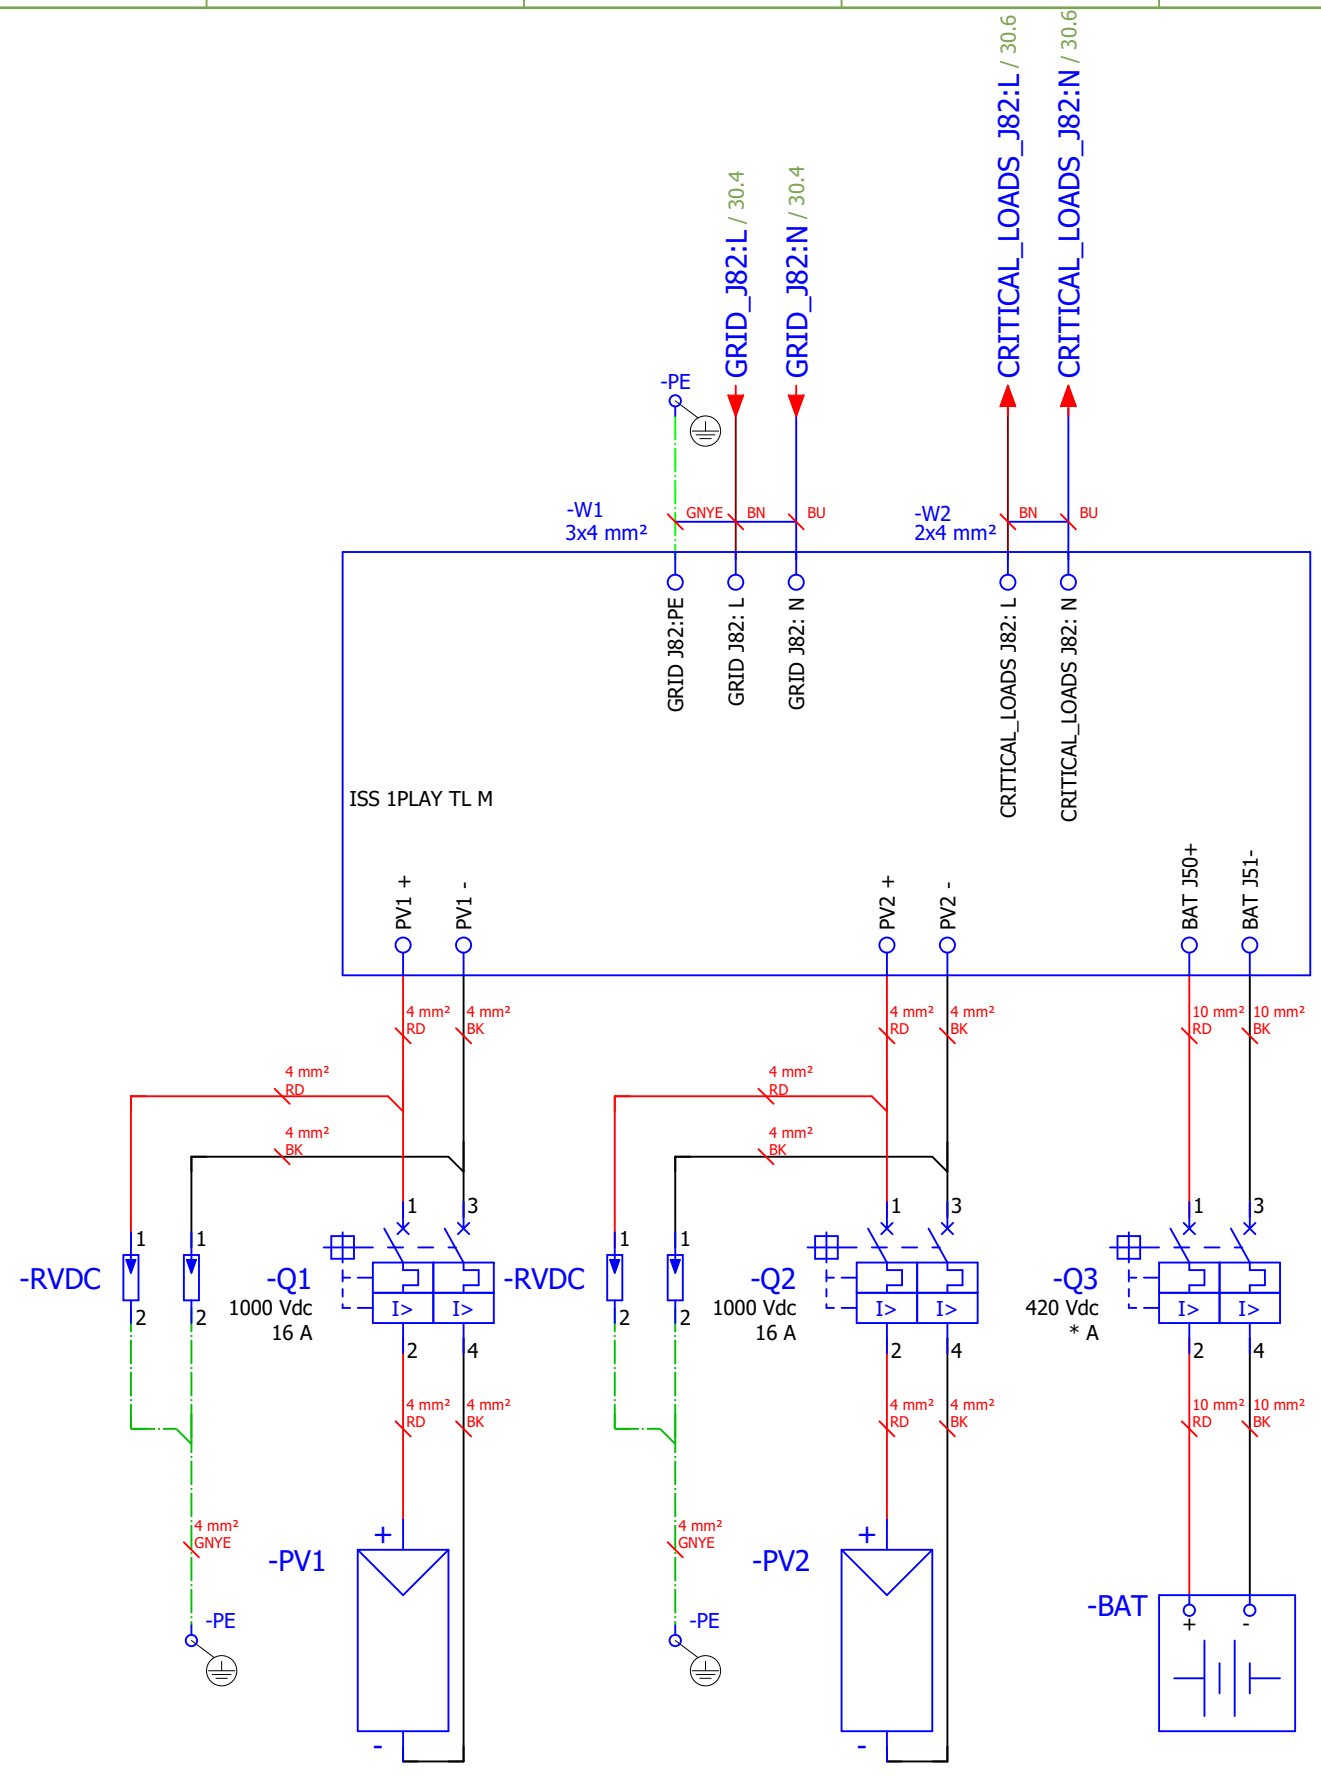 CRITICAL_LOADS_J82:L / 30.6
CRITICAL_LOADS_J82:N / 30.6
GRID_J82:L / 30.4
GRID_J82:N / 30.4
-PE
-W1
3x4 mm²
GNYE
BN
BU
-W2
2x4 mm²
BN
BU
GRID J82:PE
GRID J82: L
GRID J82: N
CRITICAL_LOADS J82: L
CRITICAL_LOADS J82: N
ISS 1PLAY TL M
PV1 +
PV1 -
PV2 +
PV2 -
BAT J50+
BAT J51-
4 mm²
RD
4 mm²
BK
4 mm²
RD
4 mm²
BK
10 mm²
RD
10 mm²
BK
4 mm²
RD
4 mm²
BK
4 mm²
RD
4 mm²
BK
-RVDC
1
2
1
2
-Q1
1000 Vdc
16 A
1
3
I>
I>
2
4
-RVDC
1
2
1
2
-Q2
1000 Vdc
16 A
1
3
I>
I>
2
4
-Q3
420 Vdc
* A
1
3
I>
I>
2
4
4 mm²
RD
4 mm²
BK
4 mm²
RD
4 mm²
BK
10 mm²
RD
10 mm²
BK
4 mm²
GNYE
-PE
+
-PV1
-
4 mm²
GNYE
-PE
+
-PV2
-
-BAT
+
-